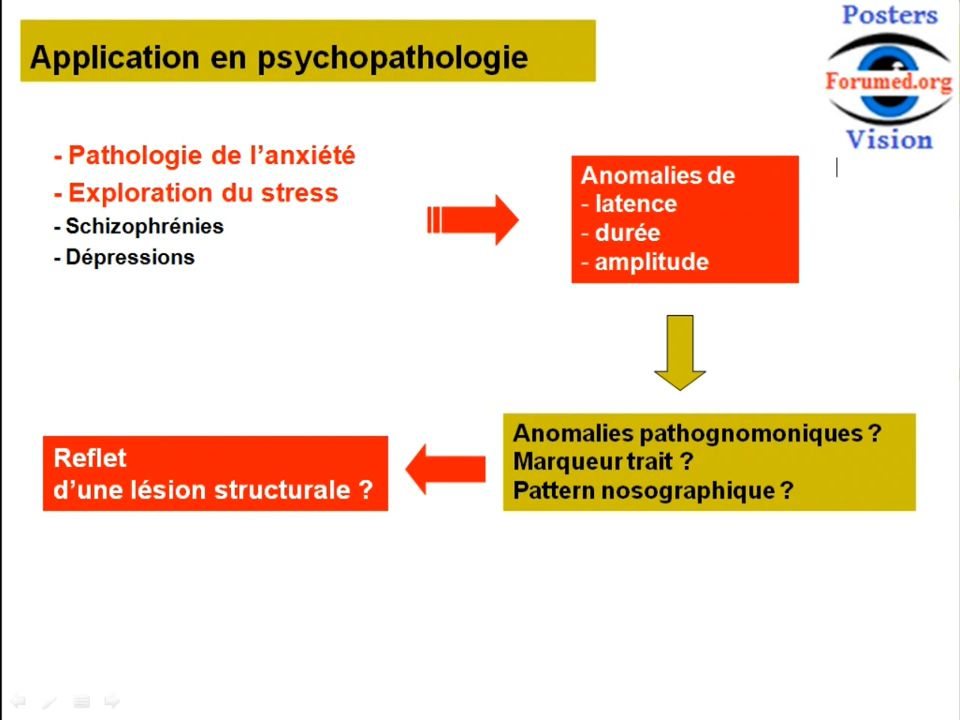 Application en psychopathologie
Posters
Forumed.org
Vision
- Pathologie de l’anxiété
- Exploration du stress
- Schizophrénies
- Dépressions
Anomalies de
- latence
- durée
- amplitude
Anomalies pathognomoniques ?
Marqueur trait ?
Pattern nosographique ?
Reflet
d’une lésion structurale ?